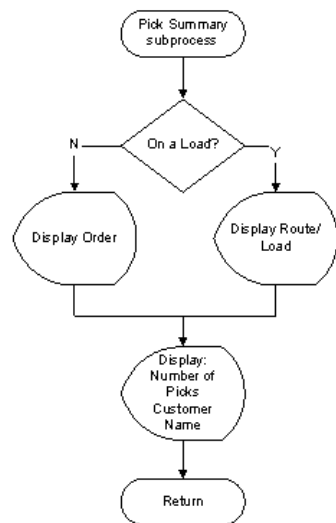 Pick Summary
subprocess
On a Load?
N
Y
Display Order
Display Route/
Load
Display:
Number of
Picks
Customer
Name
Return